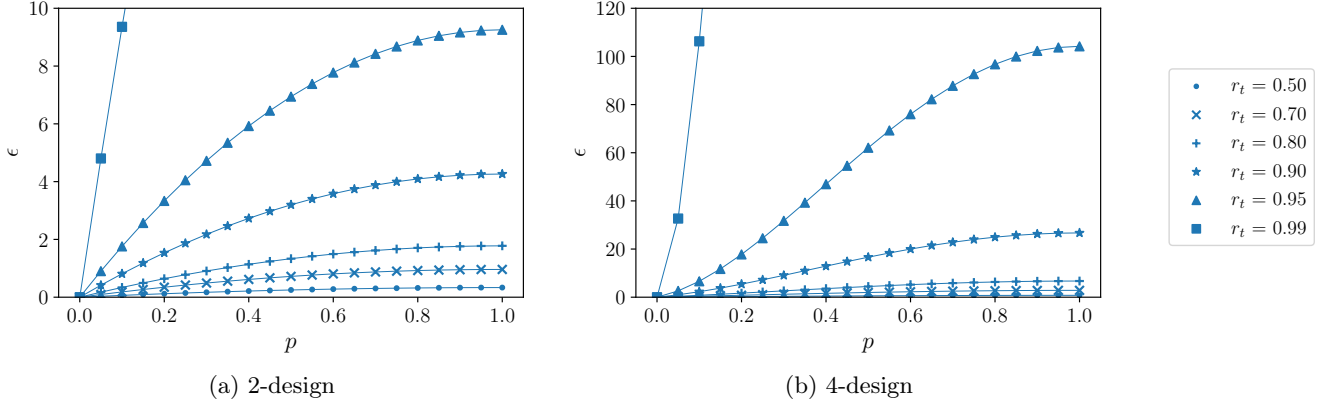 10
8
6
4
2
0
ϵ
0.0 0.2 0.4 0.6 0.8 1.0
p
(a) 2-design
120
100
80
60
40
20
0
ϵ
0.0 0.2 0.4 0.6 0.8 1.0
p
(b) 4-design
r_t = 0.50
r_t = 0.70
r_t = 0.80
r_t = 0.90
r_t = 0.95
r_t = 0.99